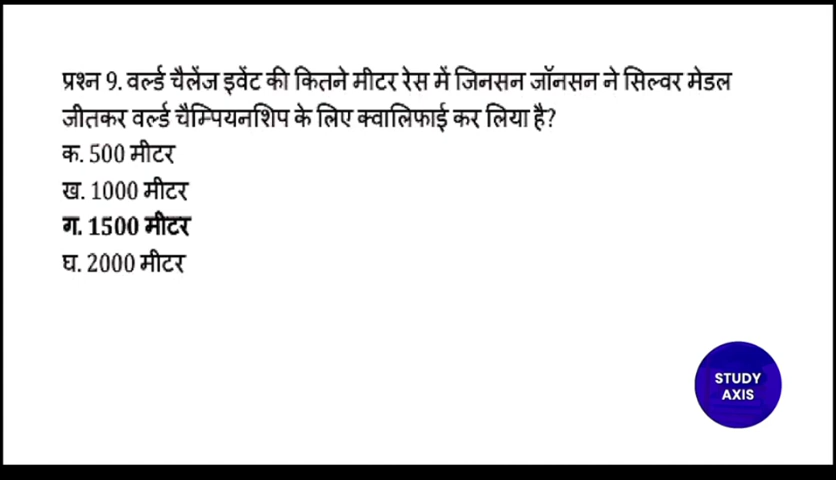 प्रश्न 9. वर्ल्ड चैलेंज इवेंट की कितने मीटर रेस में जिनसन जॉनसन ने सिल्वर मेडल
जीतकर वर्ल्ड चैम्पियनशिप के लिए क्वालिफाई कर लिया है?
क. 500 मीटर
ख. 1000 मीटर
ग. 1500 मीटर
घ. 2000 मीटर
STUDY
AXIS